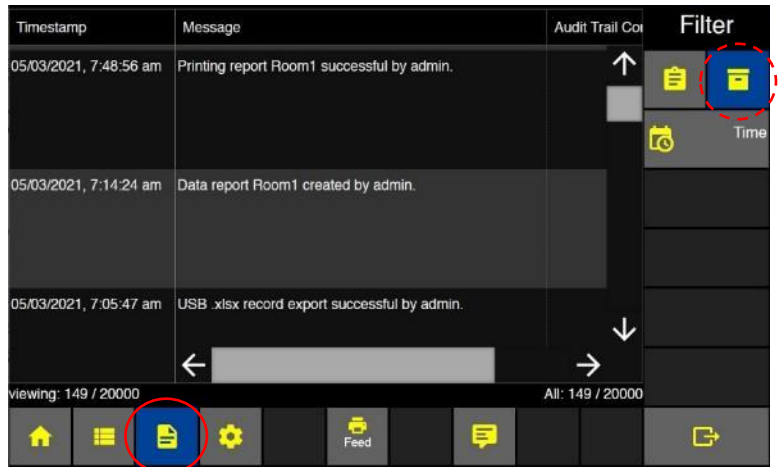 Timestamp Message Audit Trail Co Filter
05/03/2021, 7:48:56 am Printing report Room1 successful by admin.
Time
05/03/2021, 7:14:24 am Data report Room1 created by admin.
05/03/2021, 7:05:47 am USB .xlsx record export successful by admin.
viewing: 149 / 20000 All: 149 / 20000
Feed